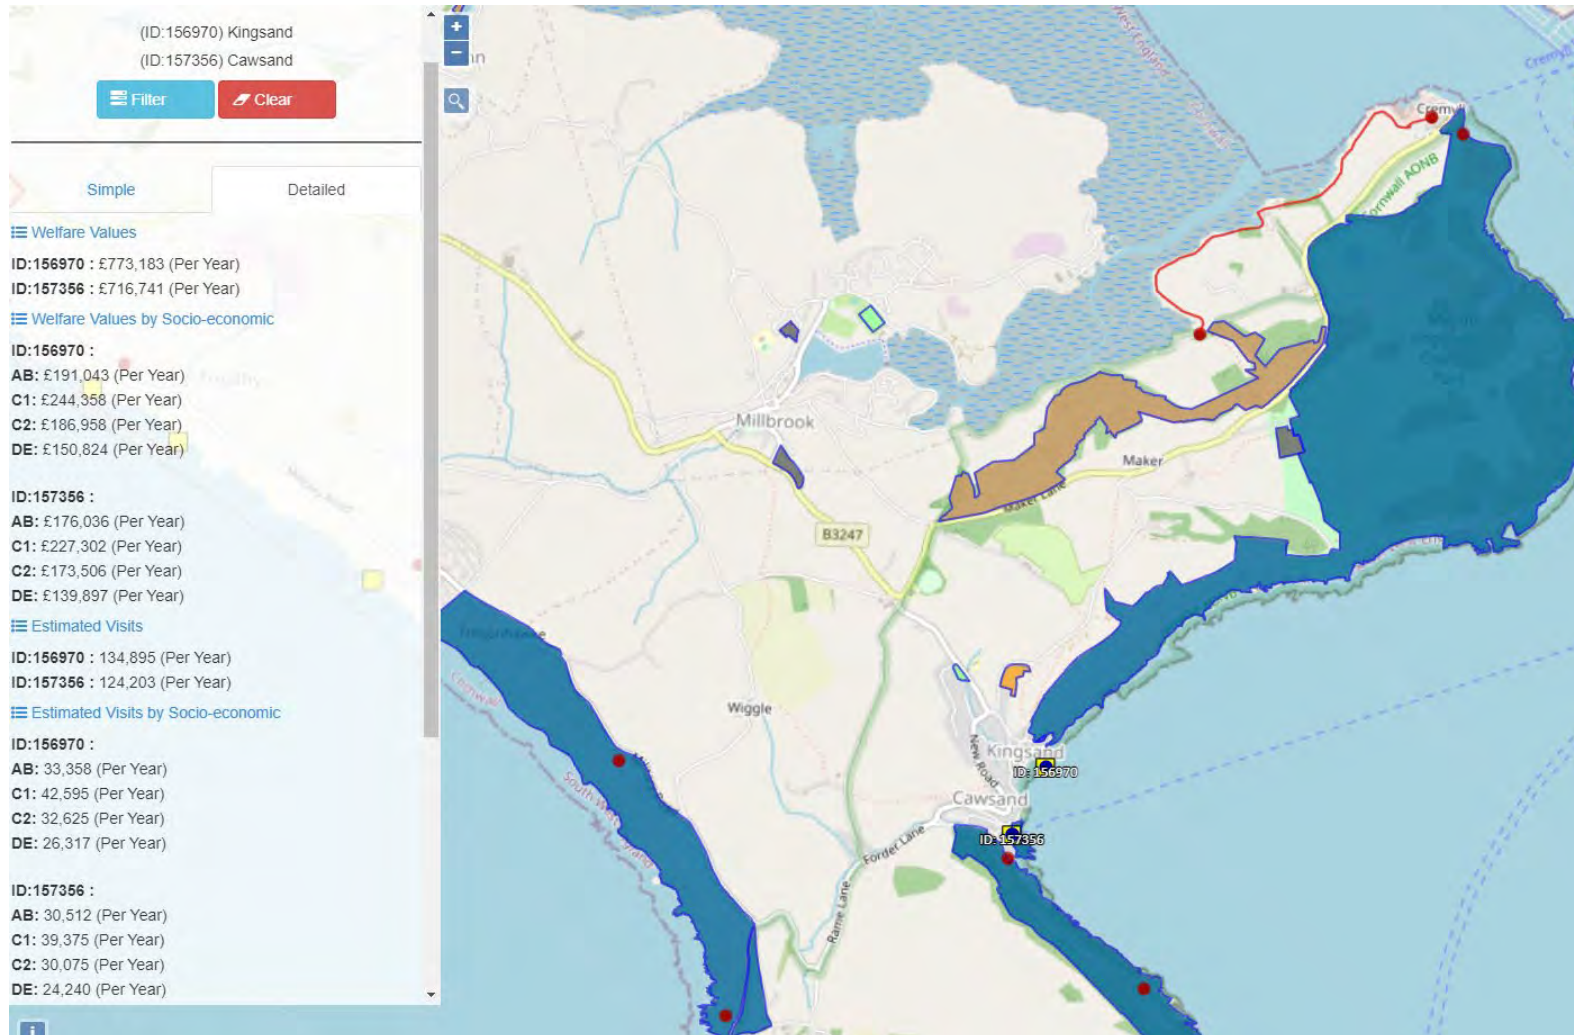 (ID:156970) Kingsand
(ID:157356) Cawsand
Filter
Clear
Simple
Detailed
Welfare Values
ID:156970 : £773,183 (Per Year)
ID:157356 : £716,741 (Per Year)
Welfare Values by Socio-economic
ID:156970 :
AB: £191,043 (Per Year)
C1: £244,358 (Per Year)
C2: £186,958 (Per Year)
DE: £150,824 (Per Year)
ID:157356 :
AB: £176,036 (Per Year)
C1: £227,302 (Per Year)
C2: £173,506 (Per Year)
DE: £139,897 (Per Year)
Estimated Visits
ID:156970 : 134,895 (Per Year)
ID:157356 : 124,203 (Per Year)
Estimated Visits by Socio-economic
ID:156970 :
AB: 33,358 (Per Year)
C1: 42,595 (Per Year)
C2: 32,625 (Per Year)
DE: 26,317 (Per Year)
ID:157356 :
AB: 30,512 (Per Year)
C1: 39,375 (Per Year)
C2: 30,075 (Per Year)
DE: 24,240 (Per Year)
i
+
−
West England
Cornwall
Cremyll
Cornwall AONB
Millbrook
Maker
Maker Lane
B3247
Wiggle
New Road
Kingsand
ID: 156970
Cawsand
ID: 157356
Forder Lane
Rame Lane
Cornwall
South West England